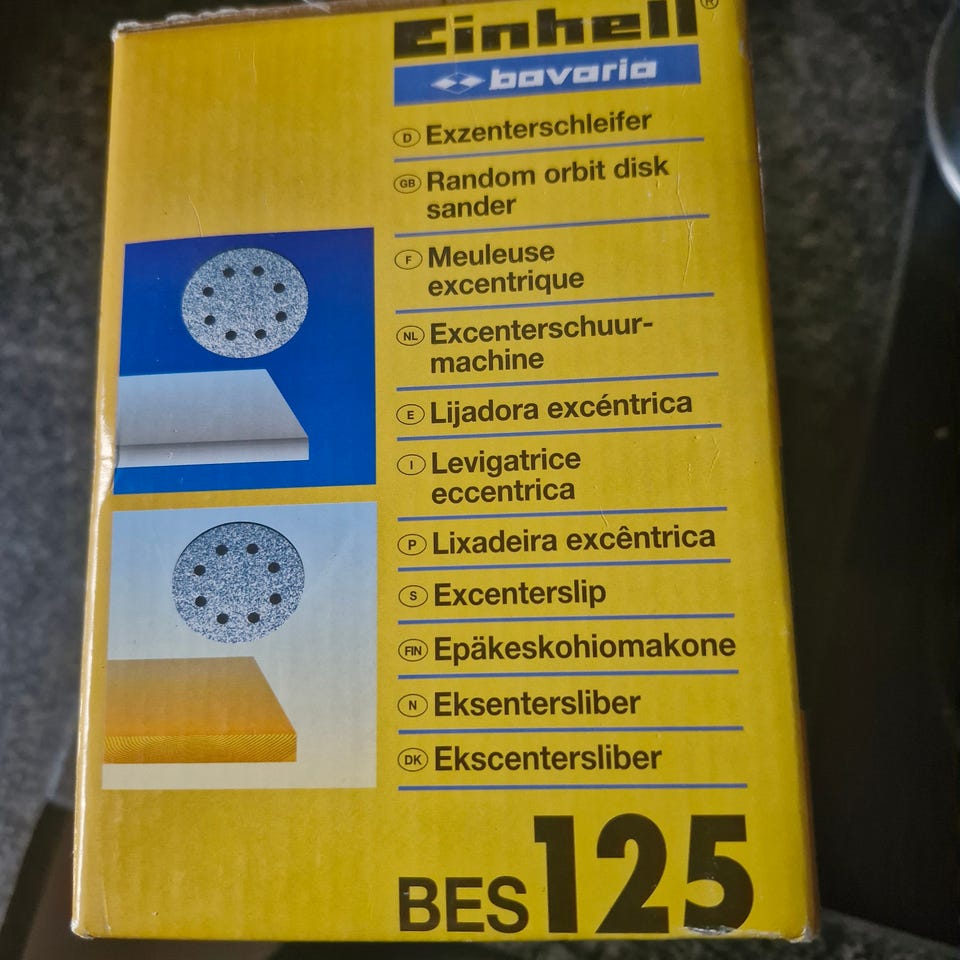 Einhell®
bavaria
D Exzenterschleifer
GB Random orbit disk
sander
F Meuleuse
excentrique
NL Excenterschuur-
machine
E Lijadora excéntrica
I Levigatrice
eccentrica
P Lixadeira excêntrica
S Excenterslip
FIN Epäkeskohiomakone
N Eksentersliber
DK Ekscentersliber
BES 125